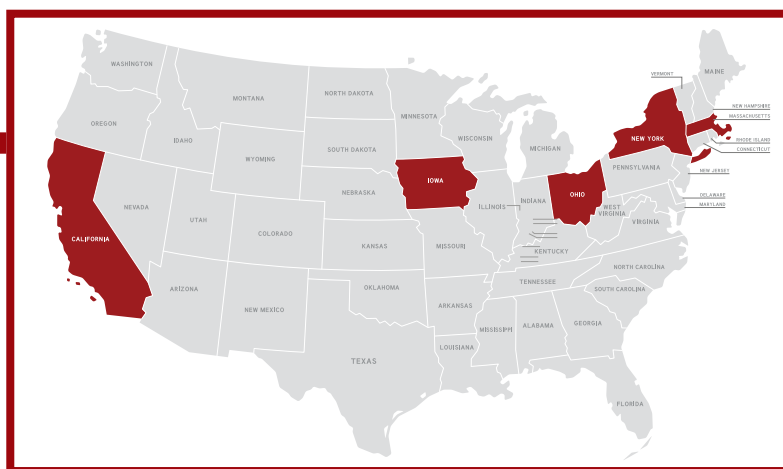 WASHINGTON
MAINE
VERMONT
MONTANA
NORTH DAKOTA
MINNESOTA
OREGON
NEW HAMPSHIRE
MASSACHUSETTS
IDAHO
WISCONSIN
NEW YORK
RHODE ISLAND
SOUTH DAKOTA
MICHIGAN
CONNECTICUT
WYOMING
PENNSYLVANIA
NEW JERSEY
IOWA
NEBRASKA
OHIO
DELAWARE
NEVADA
INDIANA
ILLINOIS
WEST
VIRGINIA
MARYLAND
UTAH
VIRGINIA
COLORADO
CALIFORNIA
KANSAS
MISSOURI
KENTUCKY
NORTH CAROLINA
TENNESSEE
ARIZONA
OKLAHOMA
SOUTH CAROLINA
ARKANSAS
NEW MEXICO
MISSISSIPPI
ALABAMA
GEORGIA
LOUISIANA
TEXAS
FLORIDA